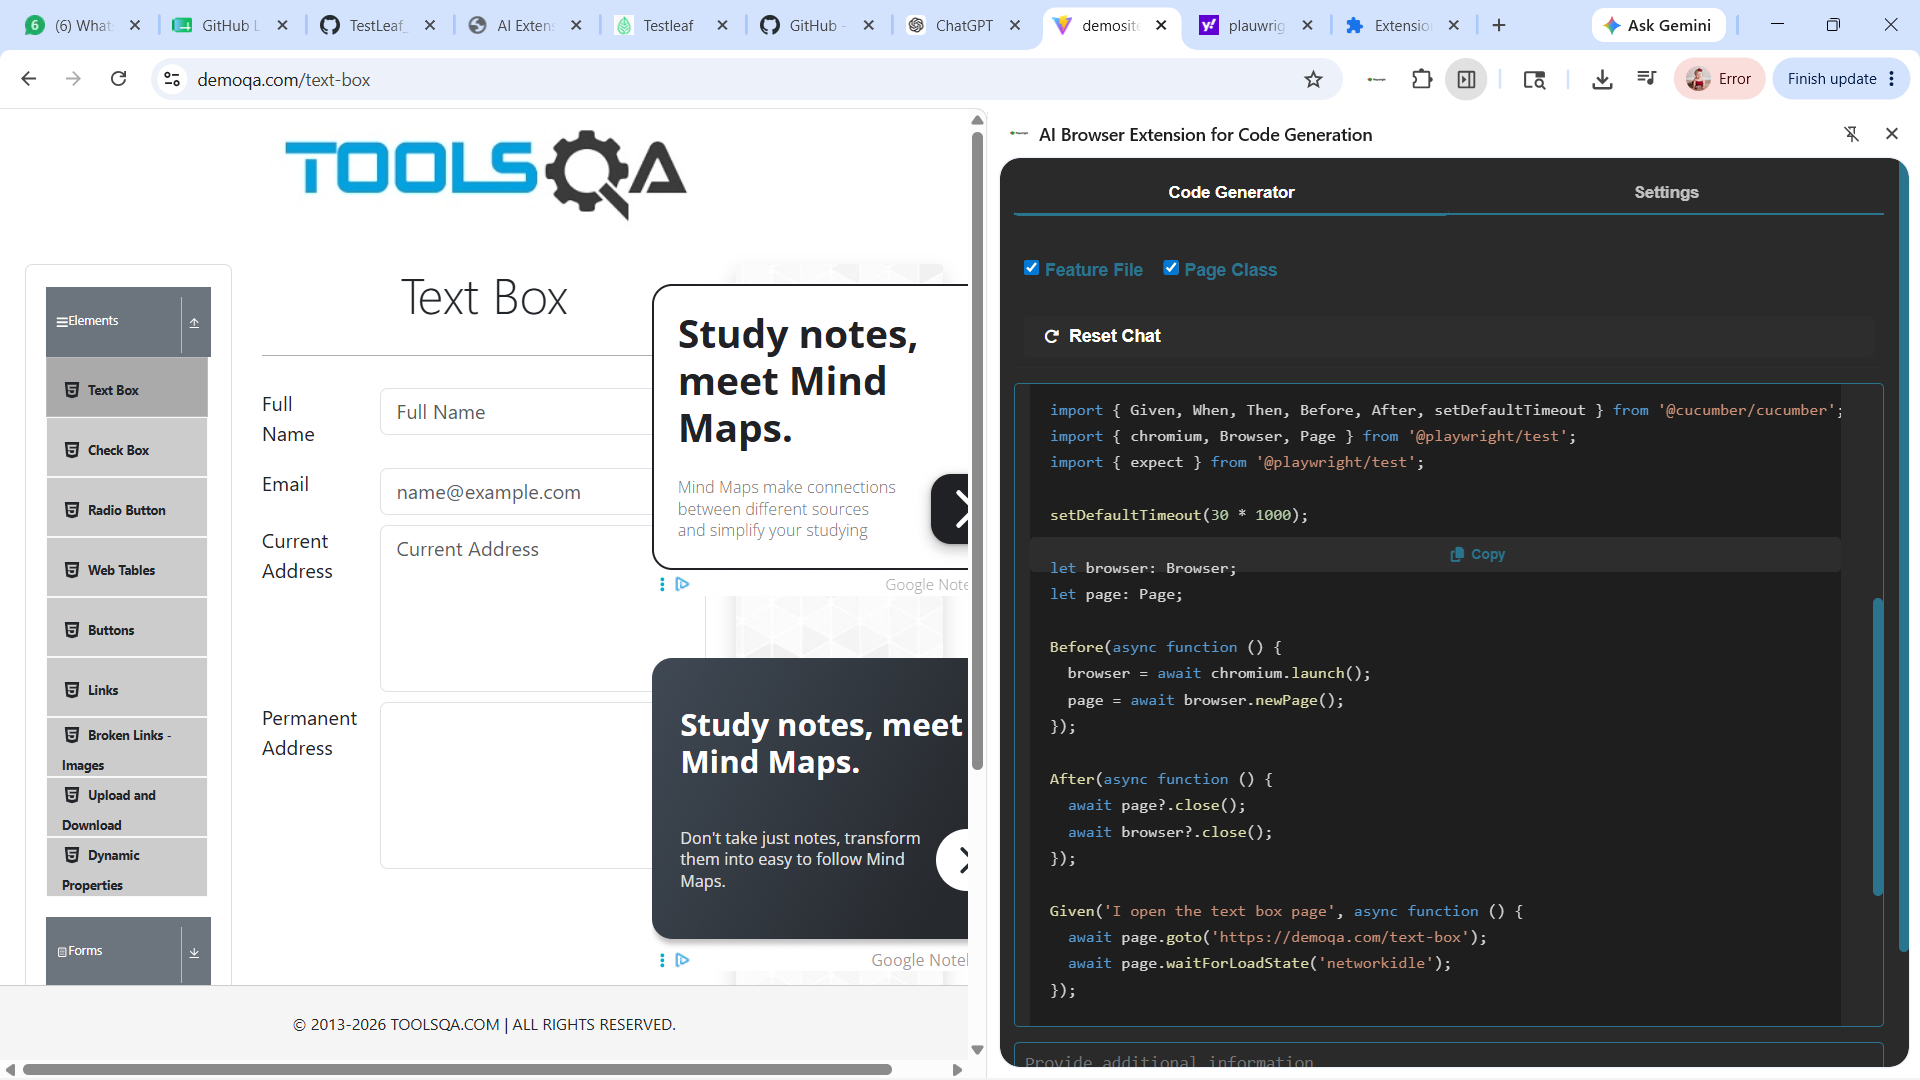 6
(6) What
GitHub L
TestLeaf_
AI Extens
Testleaf
GitHub -
ChatGPT
demosite
plauwrig
Extension
Ask Gemini
demoqa.com/text-box
Error
Finish update
TOOLSQA
Elements
Text Box
Check Box
Radio Button
Web Tables
Buttons
Links
Broken Links -
Images
Upload and
Download
Dynamic
Properties
Forms
Text Box
Full
Name
Full Name
Email
name@example.com
Current
Address
Current Address
Permanent
Address
Study notes,
meet Mind
Maps.
Mind Maps make connections
between different sources
and simplify your studying
Google Note
Study notes, meet
Mind Maps.
Don't take just notes, transform
them into easy to follow Mind
Maps.
Google Notel
© 2013-2026 TOOLSQA.COM | ALL RIGHTS RESERVED.
AI Browser Extension for Code Generation
Code Generator
Settings
Feature File
Page Class
Reset Chat
import { Given, When, Then, Before, After, setDefaultTimeout } from '@cucumber/cucumber';
import { chromium, Browser, Page } from '@playwright/test';
import { expect } from '@playwright/test';
setDefaultTimeout(30 * 1000);
Copy
let browser: Browser;
let page: Page;
Before(async function () {
browser = await chromium.launch();
page = await browser.newPage();
});
After(async function () {
await page?.close();
await browser?.close();
});
Given('I open the text box page', async function () {
await page.goto('https://demoqa.com/text-box');
await page.waitForLoadState('networkidle');
});
Provide additional information